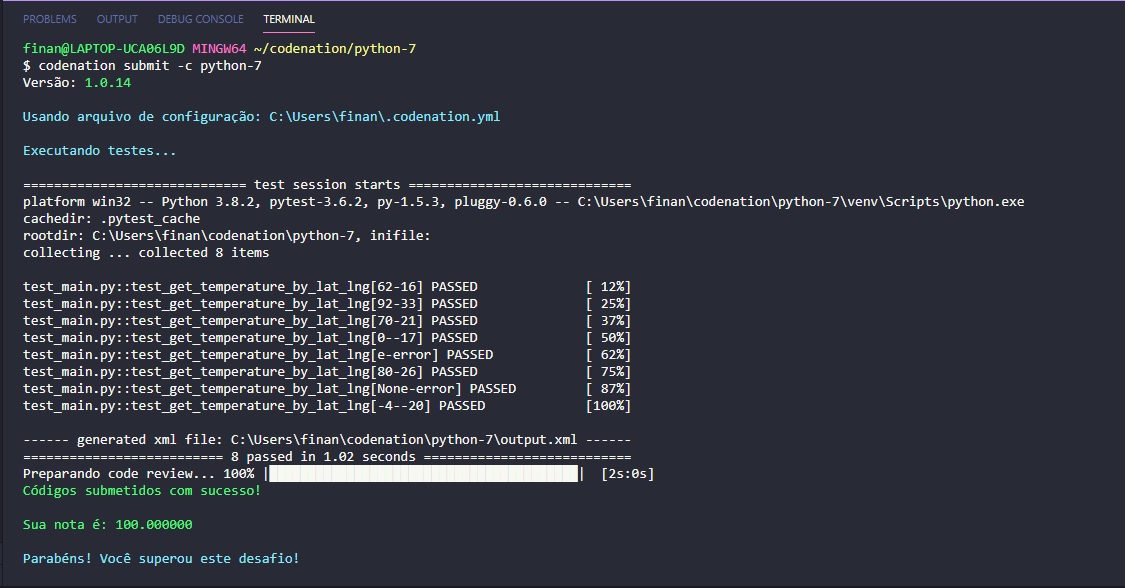 PROBLEMS OUTPUT DEBUG CONSOLE TERMINAL
finan@LAPTOP-UCA06L9D MINGW64 ~/codenation/python-7
$ codenation submit -c python-7
Versão: 1.0.14
Usando arquivo de configuração: C:\Users\finan\.codenation.yml
Executando testes...
============================= test session starts =============================
platform win32 -- Python 3.8.2, pytest-3.6.2, py-1.5.3, pluggy-0.6.0 -- C:\Users\finan\codenation\python-7\venv\Scripts\python.exe
cachedir: .pytest_cache
rootdir: C:\Users\finan\codenation\python-7, inifile:
collecting ... collected 8 items
test_main.py::test_get_temperature_by_lat_lng[62-16] PASSED [ 12%]
test_main.py::test_get_temperature_by_lat_lng[92-33] PASSED [ 25%]
test_main.py::test_get_temperature_by_lat_lng[70-21] PASSED [ 37%]
test_main.py::test_get_temperature_by_lat_lng[0--17] PASSED [ 50%]
test_main.py::test_get_temperature_by_lat_lng[e-error] PASSED [ 62%]
test_main.py::test_get_temperature_by_lat_lng[80-26] PASSED [ 75%]
test_main.py::test_get_temperature_by_lat_lng[None-error] PASSED [ 87%]
test_main.py::test_get_temperature_by_lat_lng[-4--20] PASSED [100%]
------ generated xml file: C:\Users\finan\codenation\python-7\output.xml ------
========================== 8 passed in 1.02 seconds ===========================
Preparando code review... 100% |████████████████████████████████████████| [2s:0s]
Códigos submetidos com sucesso!
Sua nota é: 100.000000
Parabéns! Você superou este desafio!